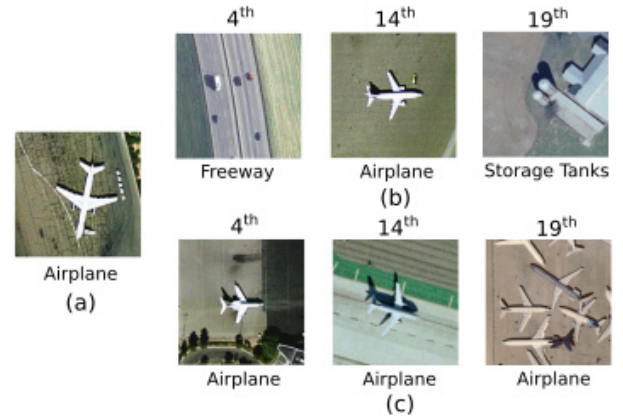 4th 14th 19th
Freeway Airplane Storage Tanks
(b)
Airplane
(a)
4th 14th 19th
Airplane Airplane Airplane
(c)